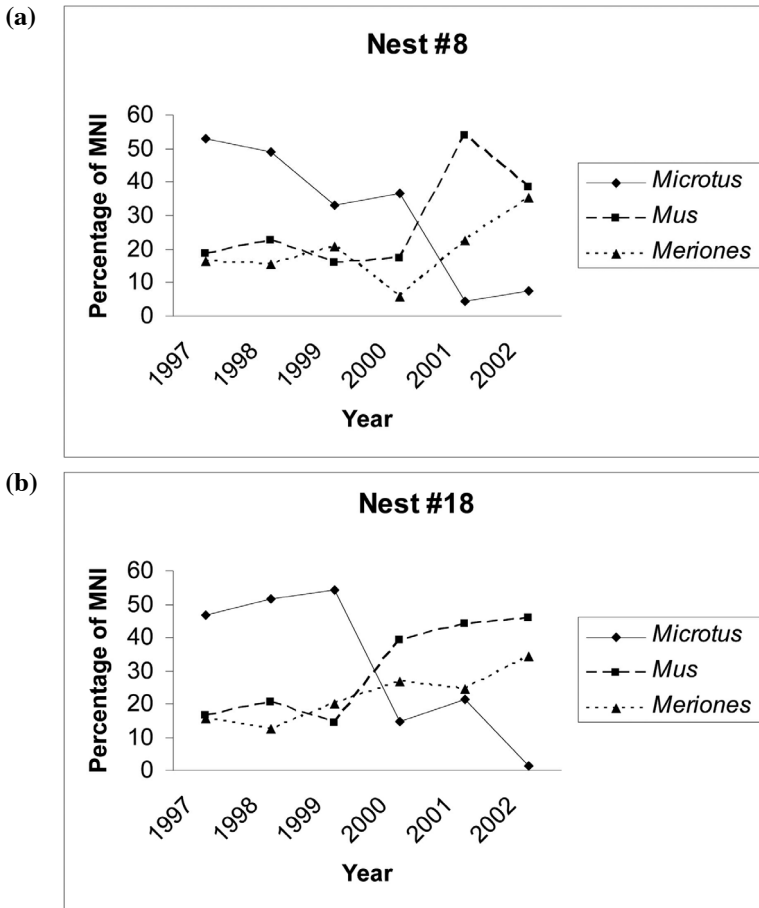 (a)
Nest #8
Percentage of MNI
60
50
40
30
20
10
0
1997
1998
1999
2000
2001
2002
Year
Microtus
Mus
Meriones
(b)
Nest #18
Percentage of MNI
60
50
40
30
20
10
0
1997
1998
1999
2000
2001
2002
Year
Microtus
Mus
Meriones